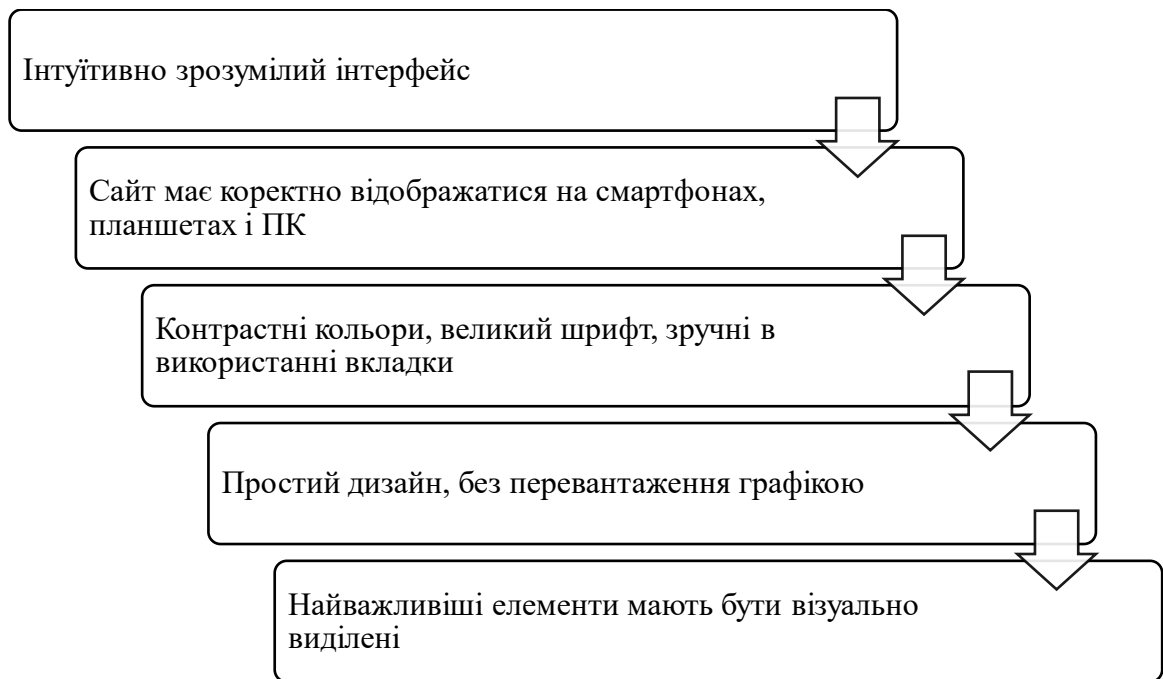 Інтуїтивно зрозумілий інтерфейс
Сайт має коректно відображатися на смартфонах,
планшетах і ПК
Контрастні кольори, великий шрифт, зручні в
використанні вкладки
Простий дизайн, без перевантаження графікою
Найважливіші елементи мають бути візуально
виділені